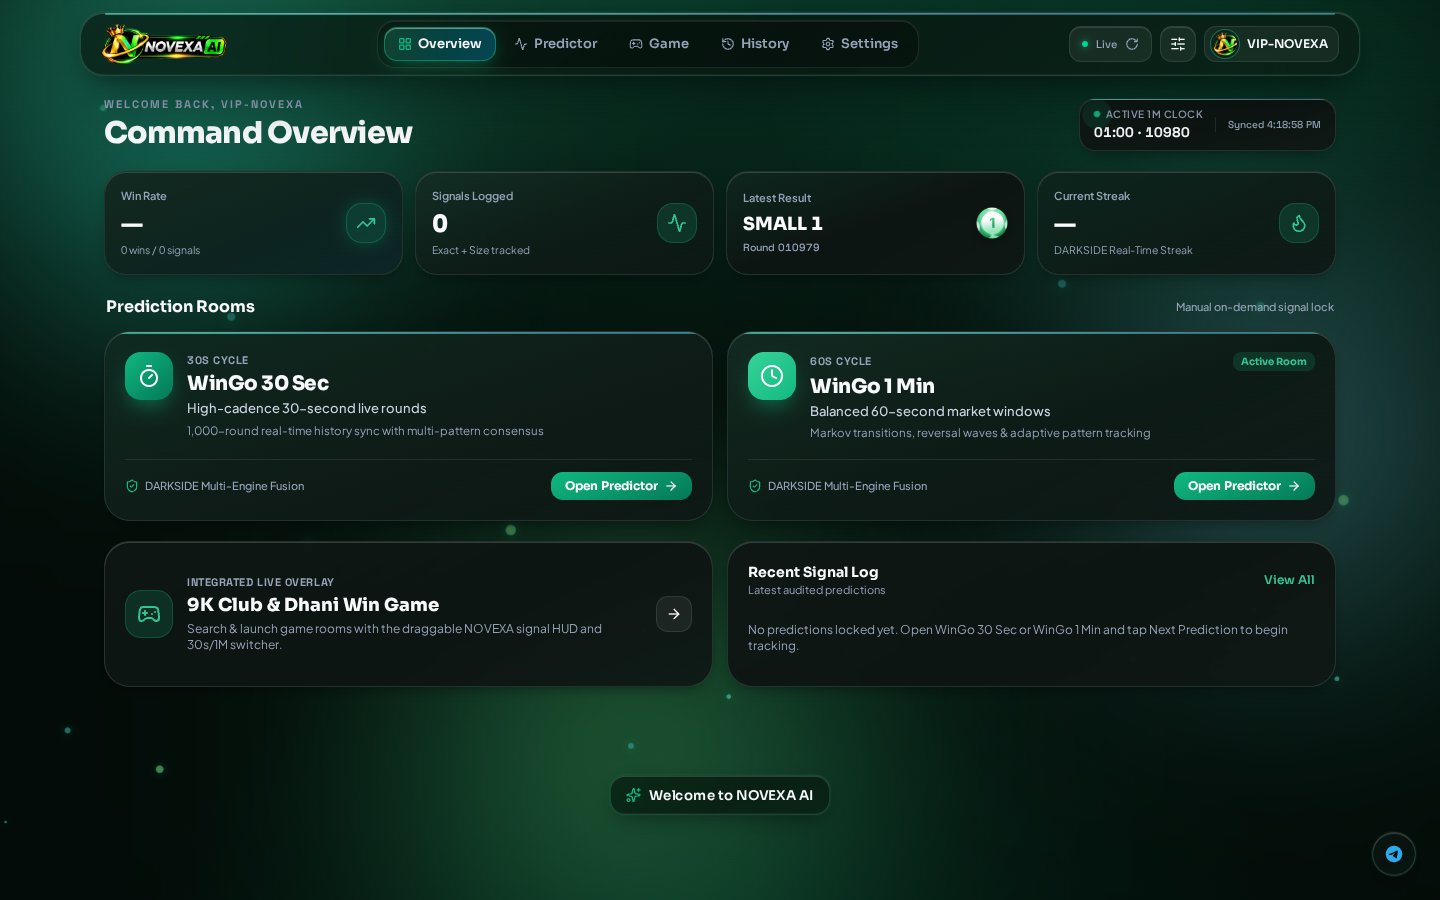 NOVEXA AI
Overview
Predictor
Game
History
Settings
Live
VIP-NOVEXA
WELCOME BACK, VIP-NOVEXA
Command Overview
ACTIVE 1M CLOCK
01:00 · 10980
Synced 4:18:58 PM
Win Rate
—
0 wins / 0 signals
Signals Logged
0
Exact + Size tracked
Latest Result
SMALL 1
Round 010979
1
Current Streak
—
DARKSIDE Real-Time Streak
Prediction Rooms
Manual on-demand signal lock
30S CYCLE
WinGo 30 Sec
High-cadence 30-second live rounds
1,000-round real-time history sync with multi-pattern consensus
DARKSIDE Multi-Engine Fusion
Open Predictor
60S CYCLE
Active Room
WinGo 1 Min
Balanced 60-second market windows
Markov transitions, reversal waves & adaptive pattern tracking
DARKSIDE Multi-Engine Fusion
Open Predictor
INTEGRATED LIVE OVERLAY
9K Club & Dhani Win Game
Search & launch game rooms with the draggable NOVEXA signal HUD and
30s/1M switcher.
Recent Signal Log
Latest audited predictions
View All
No predictions locked yet. Open WinGo 30 Sec or WinGo 1 Min and tap Next Prediction to begin
tracking.
Welcome to NOVEXA AI